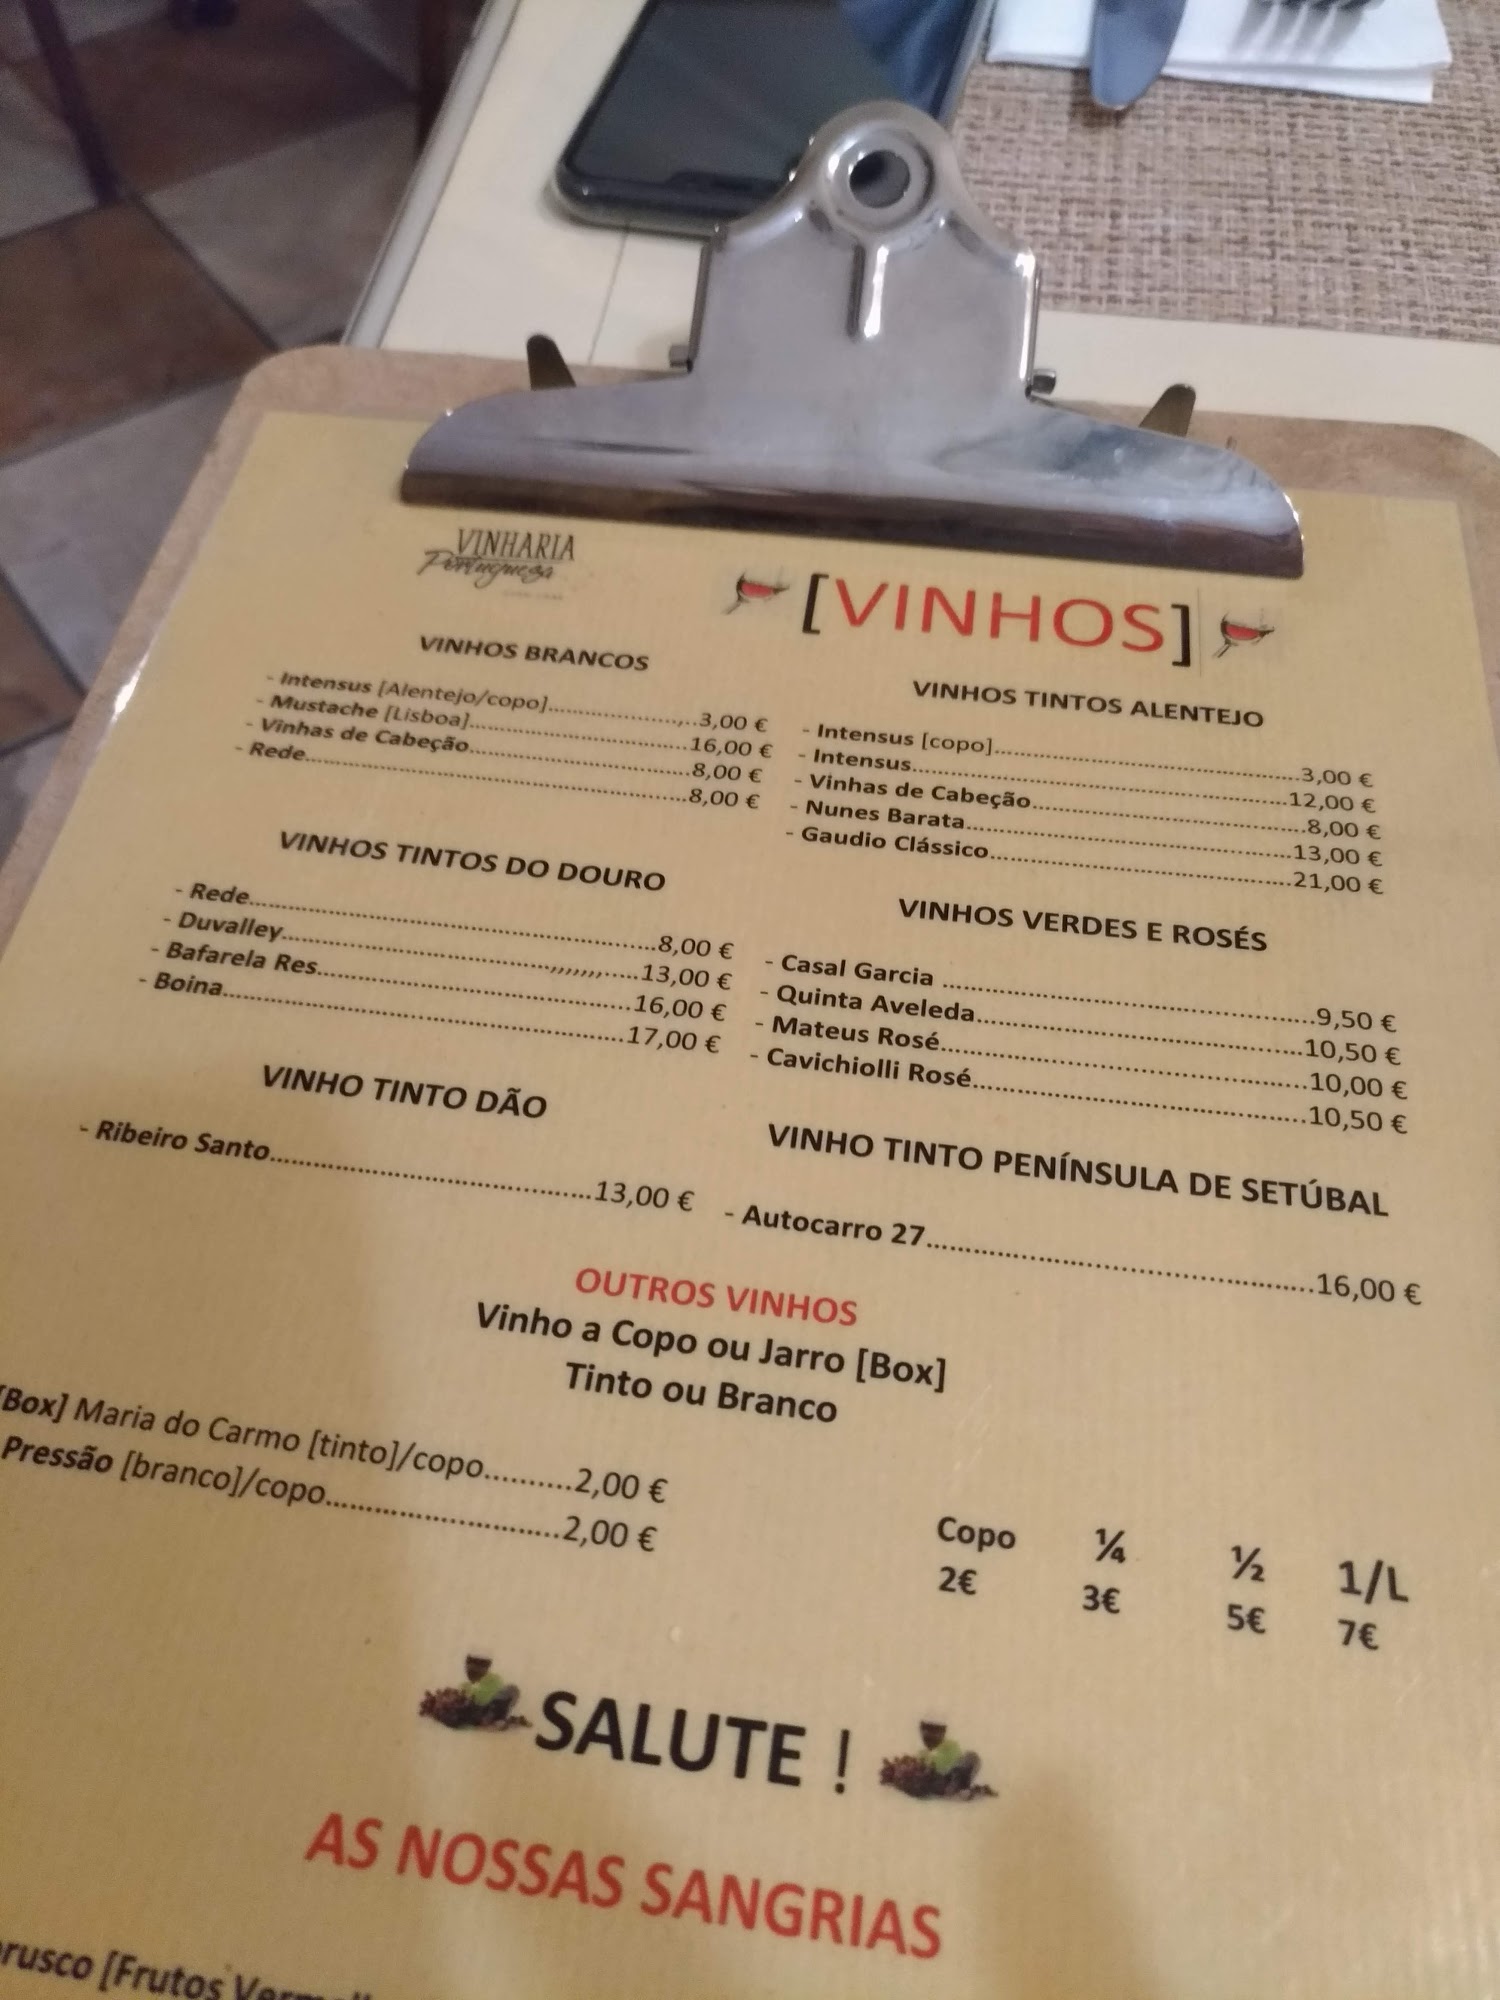 VINHARIA
Portuguesa
[VINHOS]
VINHOS BRANCOS
- Intensus [Alentejo/copo]..........................,..3,00 €
- Mustache [Lisboa]...........................................16,00 €
- Vinhas de Cabeção...........................................8,00 €
- Rede..............................................................8,00 €
VINHOS TINTOS DO DOURO
- Rede..............................................................8,00 €
- Duvalley........................................,,,,,,,,,.....13,00 €
- Bafarela Res..................................................16,00 €
- Boina............................................................17,00 €
VINHO TINTO DÃO
- Ribeiro Santo................................................13,00 €
VINHOS TINTOS ALENTEJO
- Intensus [copo]..............................................3,00 €
- Intensus.......................................................12,00 €
- Vinhas de Cabeção.........................................8,00 €
- Nunes Barata................................................13,00 €
- Gaudio Clássico.............................................21,00 €
VINHOS VERDES E ROSÉS
- Casal Garcia ..................................................9,50 €
- Quinta Aveleda.............................................10,50 €
- Mateus Rosé.................................................10,00 €
- Cavichiolli Rosé.............................................10,50 €
VINHO TINTO PENÍNSULA DE SETÚBAL
- Autocarro 27.................................................16,00 €
OUTROS VINHOS
Vinho a Copo ou Jarro [Box]
Tinto ou Branco
[Box] Maria do Carmo [tinto]/copo..........2,00 €
Pressão [branco]/copo............................2,00 €
Copo ¼ ½ 1/L
2€ 3€ 5€ 7€
SALUTE !
AS NOSSAS SANGRIAS
[Frutos